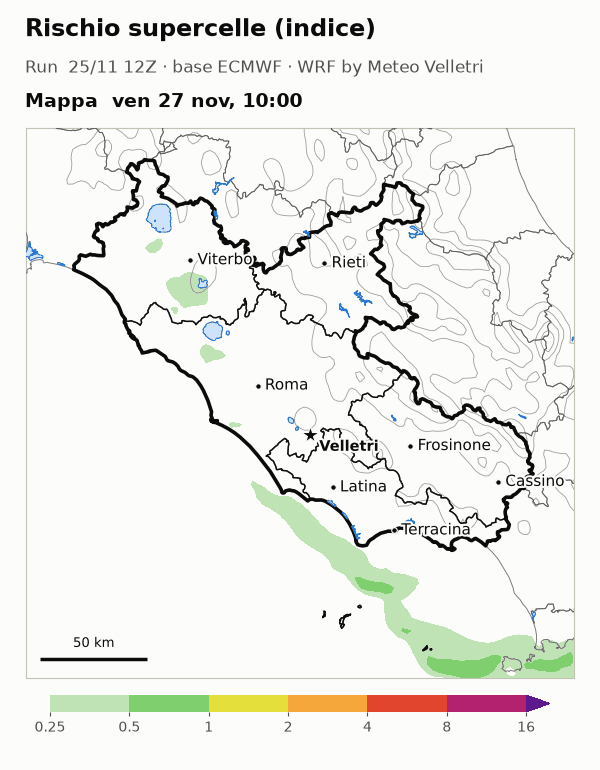 Rischio supercelle (indice)
Run  25/11 12Z · base ECMWF · WRF by Meteo Velletri
Mappa  ven 27 nov, 10:00
Viterbo
Rieti
Roma
Velletri
Frosinone
Cassino
Latina
Terracina
50 km
0.25 0.5 1 2 4 8 16